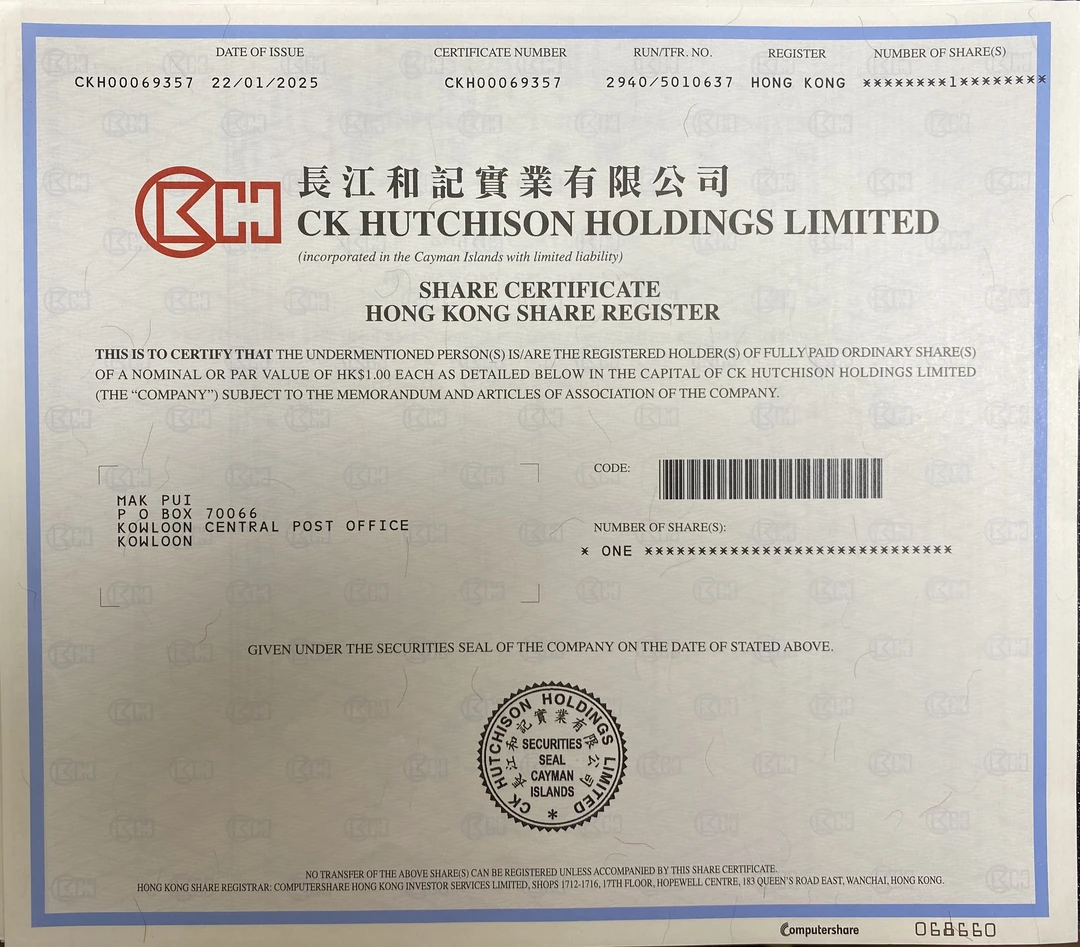 DATE OF ISSUE CERTIFICATE NUMBER RUN/TFR. NO. REGISTER NUMBER OF SHARE(S)
CKH00069357 22/01/2025 CKH00069357 2940/5010637 HONG KONG ********1********
長江和記實業有限公司
CK HUTCHISON HOLDINGS LIMITED
(incorporated in the Cayman Islands with limited liability)
SHARE CERTIFICATE
HONG KONG SHARE REGISTER
THIS IS TO CERTIFY THAT THE UNDERMENTIONED PERSON(S) IS/ARE THE REGISTERED HOLDER(S) OF FULLY PAID ORDINARY SHARE(S)
OF A NOMINAL OR PAR VALUE OF HK$1.00 EACH AS DETAILED BELOW IN THE CAPITAL OF CK HUTCHISON HOLDINGS LIMITED
(THE “COMPANY”) SUBJECT TO THE MEMORANDUM AND ARTICLES OF ASSOCIATION OF THE COMPANY.
CODE:
MAK PUI
P O BOX 70066
KOWLOON CENTRAL POST OFFICE
KOWLOON
NUMBER OF SHARE(S):
* ONE *****************************
GIVEN UNDER THE SECURITIES SEAL OF THE COMPANY ON THE DATE OF STATED ABOVE.
CK HUTCHISON HOLDINGS LIMITED
長江和記實業有限公司
SECURITIES
SEAL
CAYMAN
ISLANDS
*
NO TRANSFER OF THE ABOVE SHARE(S) CAN BE REGISTERED UNLESS ACCOMPANIED BY THIS SHARE CERTIFICATE.
HONG KONG SHARE REGISTRAR: COMPUTERSHARE HONG KONG INVESTOR SERVICES LIMITED, SHOPS 1712-1716, 17TH FLOOR, HOPEWELL CENTRE, 183 QUEEN'S ROAD EAST, WANCHAI, HONG KONG.
Computershare 068660